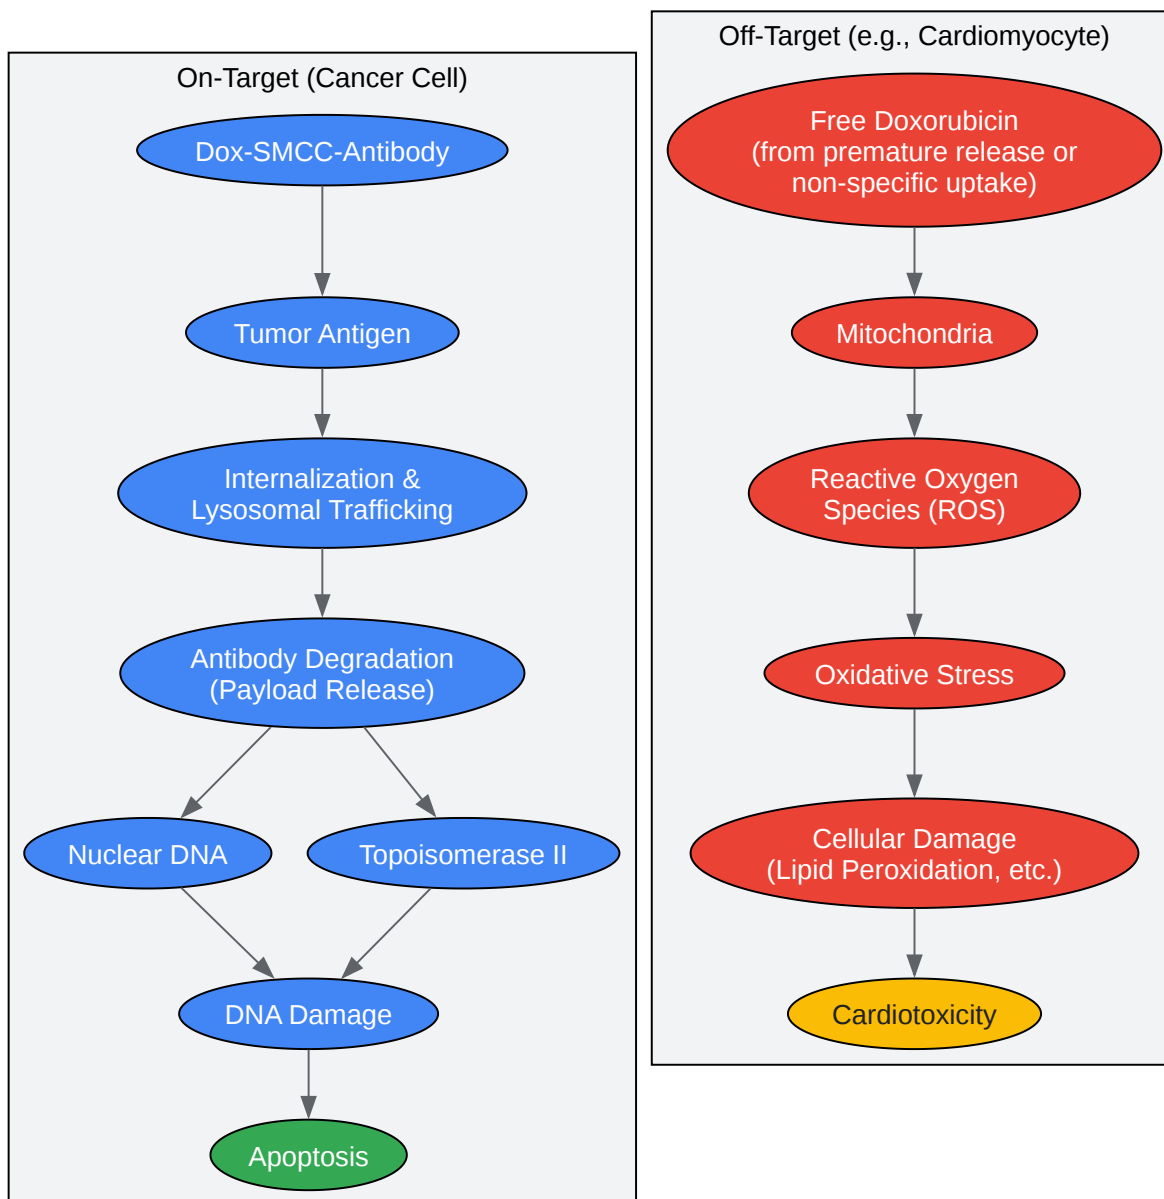 On-Target (Cancer Cell)
Dox-SMCC-Antibody
Tumor Antigen
Internalization &
Lysosomal Trafficking
Antibody Degradation
(Payload Release)
Nuclear DNA
Topoisomerase II
DNA Damage
Apoptosis
Off-Target (e.g., Cardiomyocyte)
Free Doxorubicin
(from premature release or
non-specific uptake)
Mitochondria
Reactive Oxygen
Species (ROS)
Oxidative Stress
Cellular Damage
(Lipid Peroxidation, etc.)
Cardiotoxicity